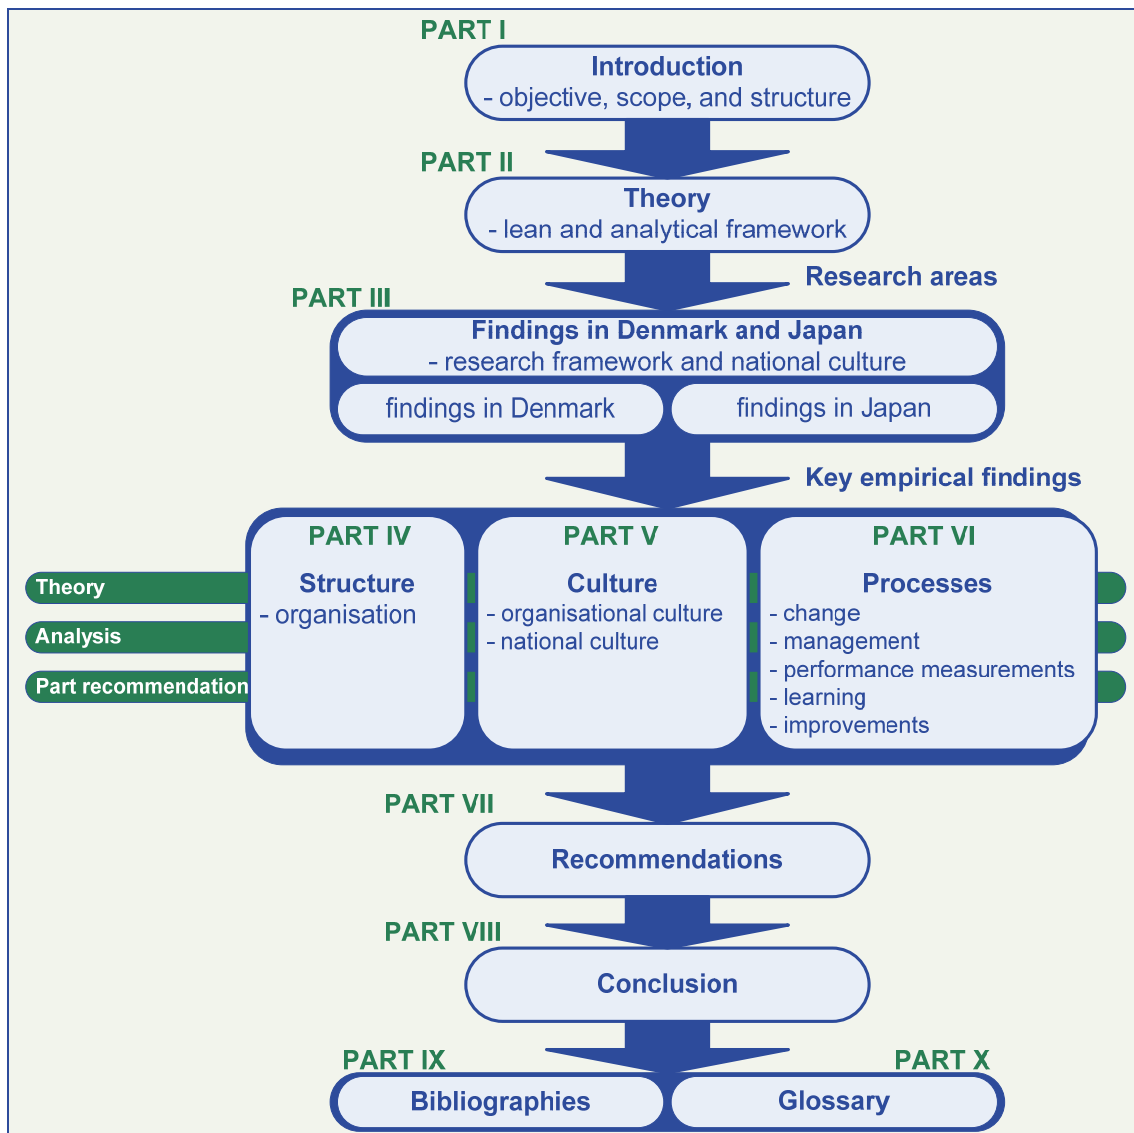 PART I
Introduction
- objective, scope, and structure
PART II
Theory
- lean and analytical framework
Research areas
PART III
Findings in Denmark and Japan
- research framework and national culture
findings in Denmark
findings in Japan
Key empirical findings
Theory
Analysis
Part recommendation
PART IV
Structure
- organisation
PART V
Culture
- organisational culture
- national culture
PART VI
Processes
- change
- management
- performance measurements
- learning
- improvements
PART VII
Recommendations
PART VIII
Conclusion
PART IX
Bibliographies
PART X
Glossary